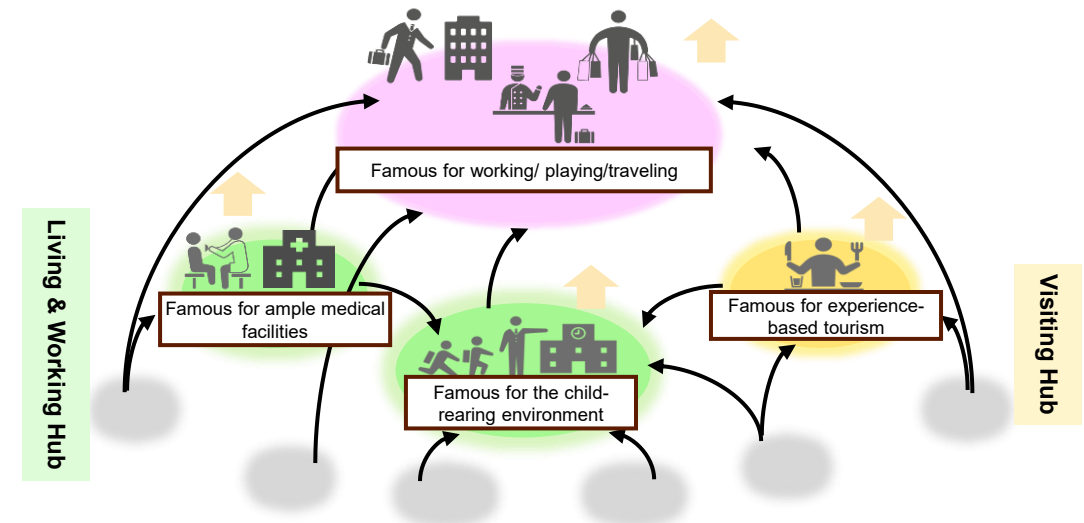 Famous for working/ playing/traveling
Living & Working Hub
Famous for ample medical
facilities
Famous for experience-
based tourism
Visiting Hub
Famous for the child-
rearing environment